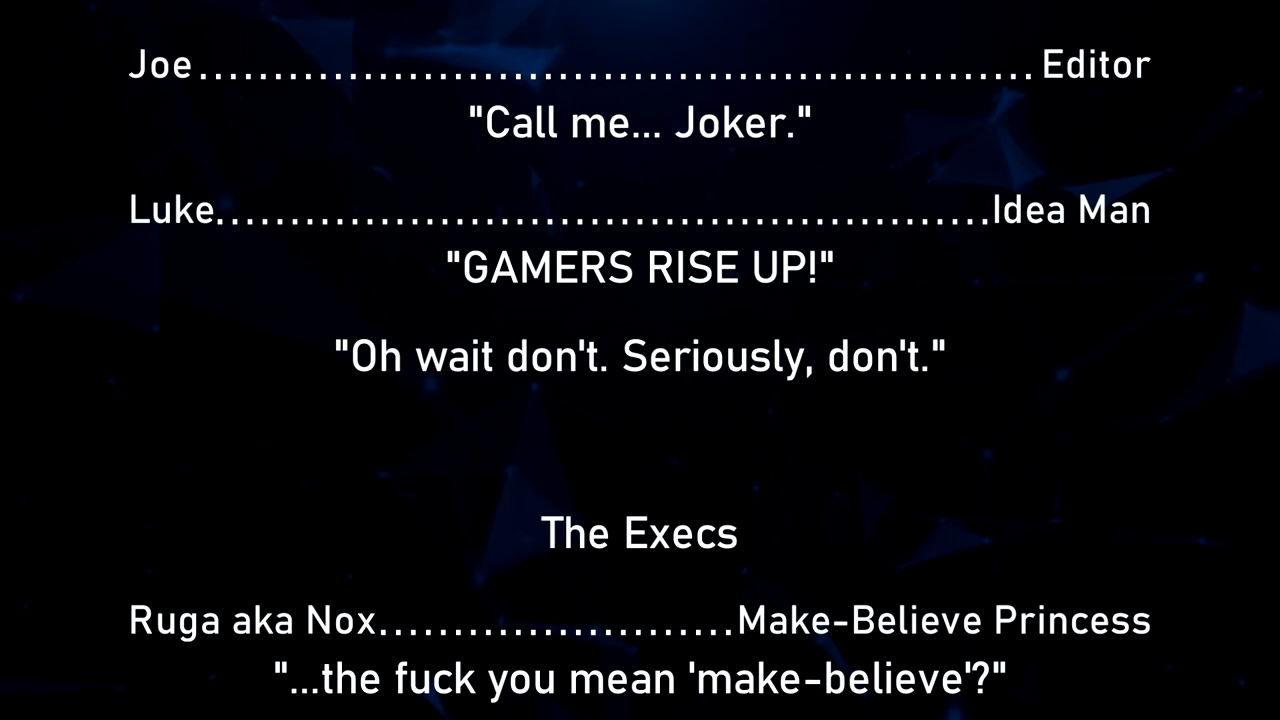 Joe.......................................................Editor
"Call me... Joker."
Luke...................................................Idea Man
"GAMERS RISE UP!"
"Oh wait don't. Seriously, don't."
The Execs
Ruga aka Nox........................Make-Believe Princess
"...the fuck you mean 'make-believe'?"